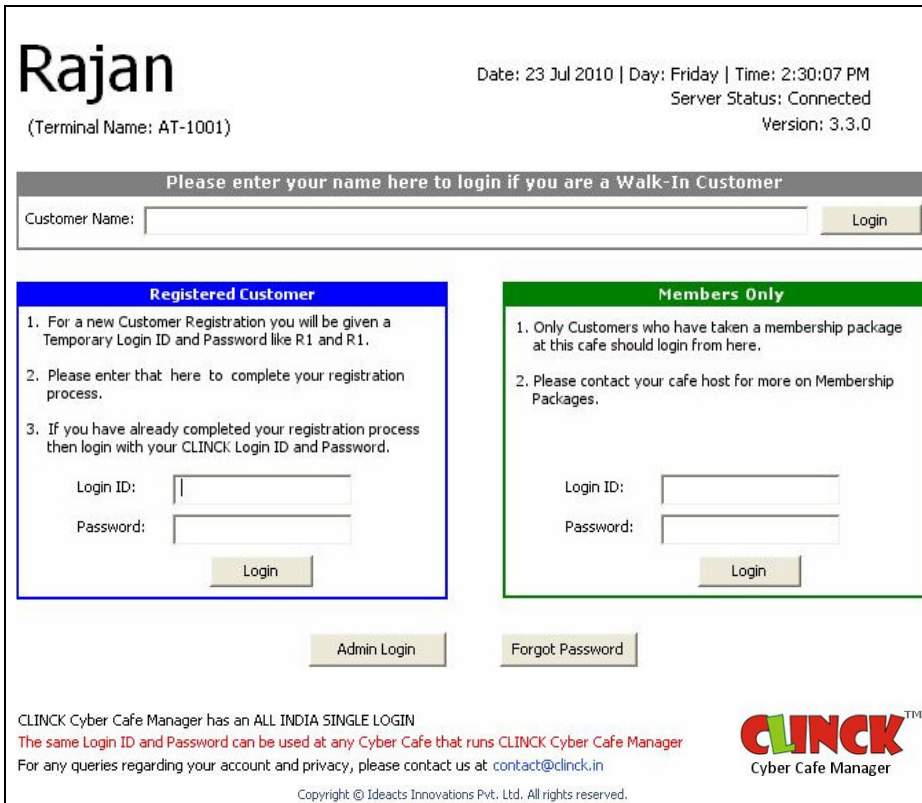 Rajan
(Terminal Name: AT-1001)
Date: 23 Jul 2010 | Day: Friday | Time: 2:30:07 PM
Server Status: Connected
Version: 3.3.0
Please enter your name here to login if you are a Walk-In Customer
Customer Name:
Login
Registered Customer
1. For a new Customer Registration you will be given a
Temporary Login ID and Password like R1 and R1.
2. Please enter that here to complete your registration
process.
3. If you have already completed your registration process
then login with your CLINCK Login ID and Password.
Login ID:
Password:
Login
Members Only
1. Only Customers who have taken a membership package
at this cafe should login from here.
2. Please contact your cafe host for more on Membership
Packages.
Login ID:
Password:
Login
Admin Login
Forgot Password
CLINCK Cyber Cafe Manager has an ALL INDIA SINGLE LOGIN
The same Login ID and Password can be used at any Cyber Cafe that runs CLINCK Cyber Cafe Manager
For any queries regarding your account and privacy, please contact us at contact@clinck.in
CLINCK™
Cyber Cafe Manager
Copyright © Ideacts Innovations Pvt. Ltd. All rights reserved.